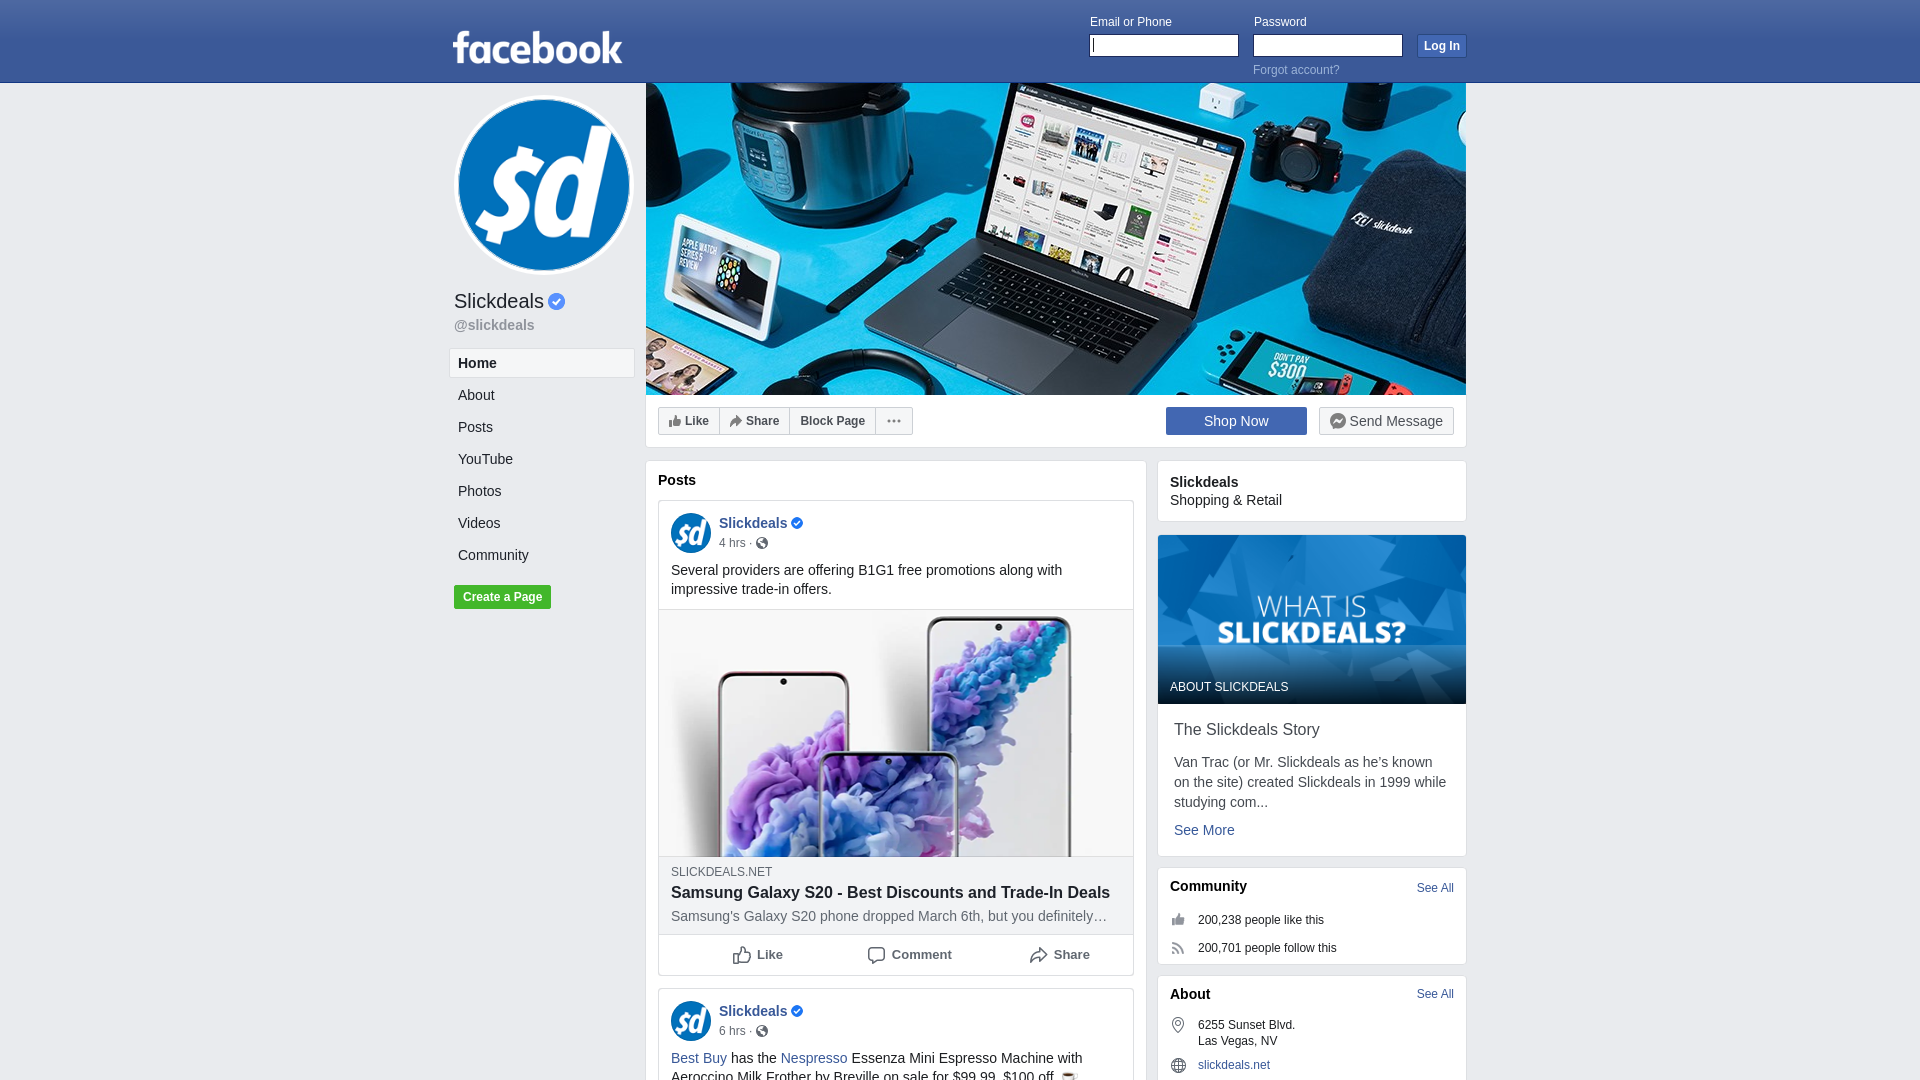 facebook
Email or Phone
Password
Log In
Forgot account?
$d
Slickdeals
@slickdeals
Home
About
Posts
YouTube
Photos
Videos
Community
Create a Page
APPLE WATCH
SERIES 5
REVIEW
slickdeals
DON'T PAY
$300
Like
Share
Block Page
Shop Now
Send Message
Posts
$d
Slickdeals
4 hrs ·
Several providers are offering B1G1 free promotions along with
impressive trade-in offers.
SLICKDEALS.NET
Samsung Galaxy S20 - Best Discounts and Trade-In Deals
Samsung's Galaxy S20 phone dropped March 6th, but you definitely…
Like
Comment
Share
$d
Slickdeals
6 hrs ·
Best Buy has the Nespresso Essenza Mini Espresso Machine with
Aeroccino Milk Frother by Breville on sale for $99.99, $100 off.
Slickdeals
Shopping & Retail
WHAT IS
SLICKDEALS?
ABOUT SLICKDEALS
The Slickdeals Story
Van Trac (or Mr. Slickdeals as he’s known
on the site) created Slickdeals in 1999 while
studying com...
See More
Community
See All
200,238 people like this
200,701 people follow this
About
See All
6255 Sunset Blvd.
Las Vegas, NV
slickdeals.net